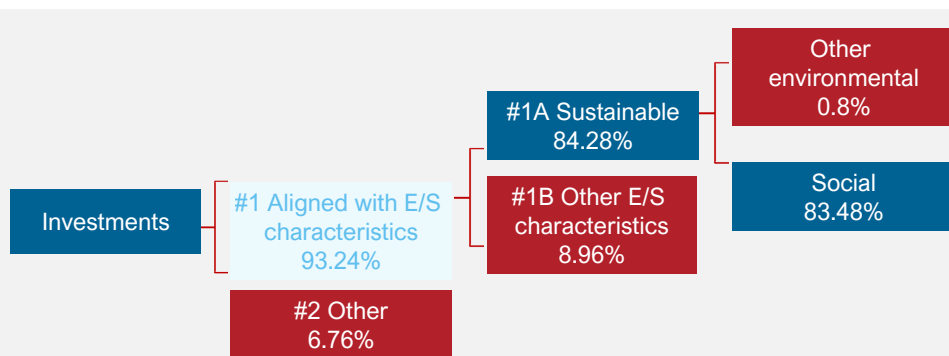 Investments
#1 Aligned with E/S
characteristics
93.24%
#2 Other
6.76%
#1A Sustainable
84.28%
#1B Other E/S
characteristics
8.96%
Other
environmental
0.8%
Social
83.48%